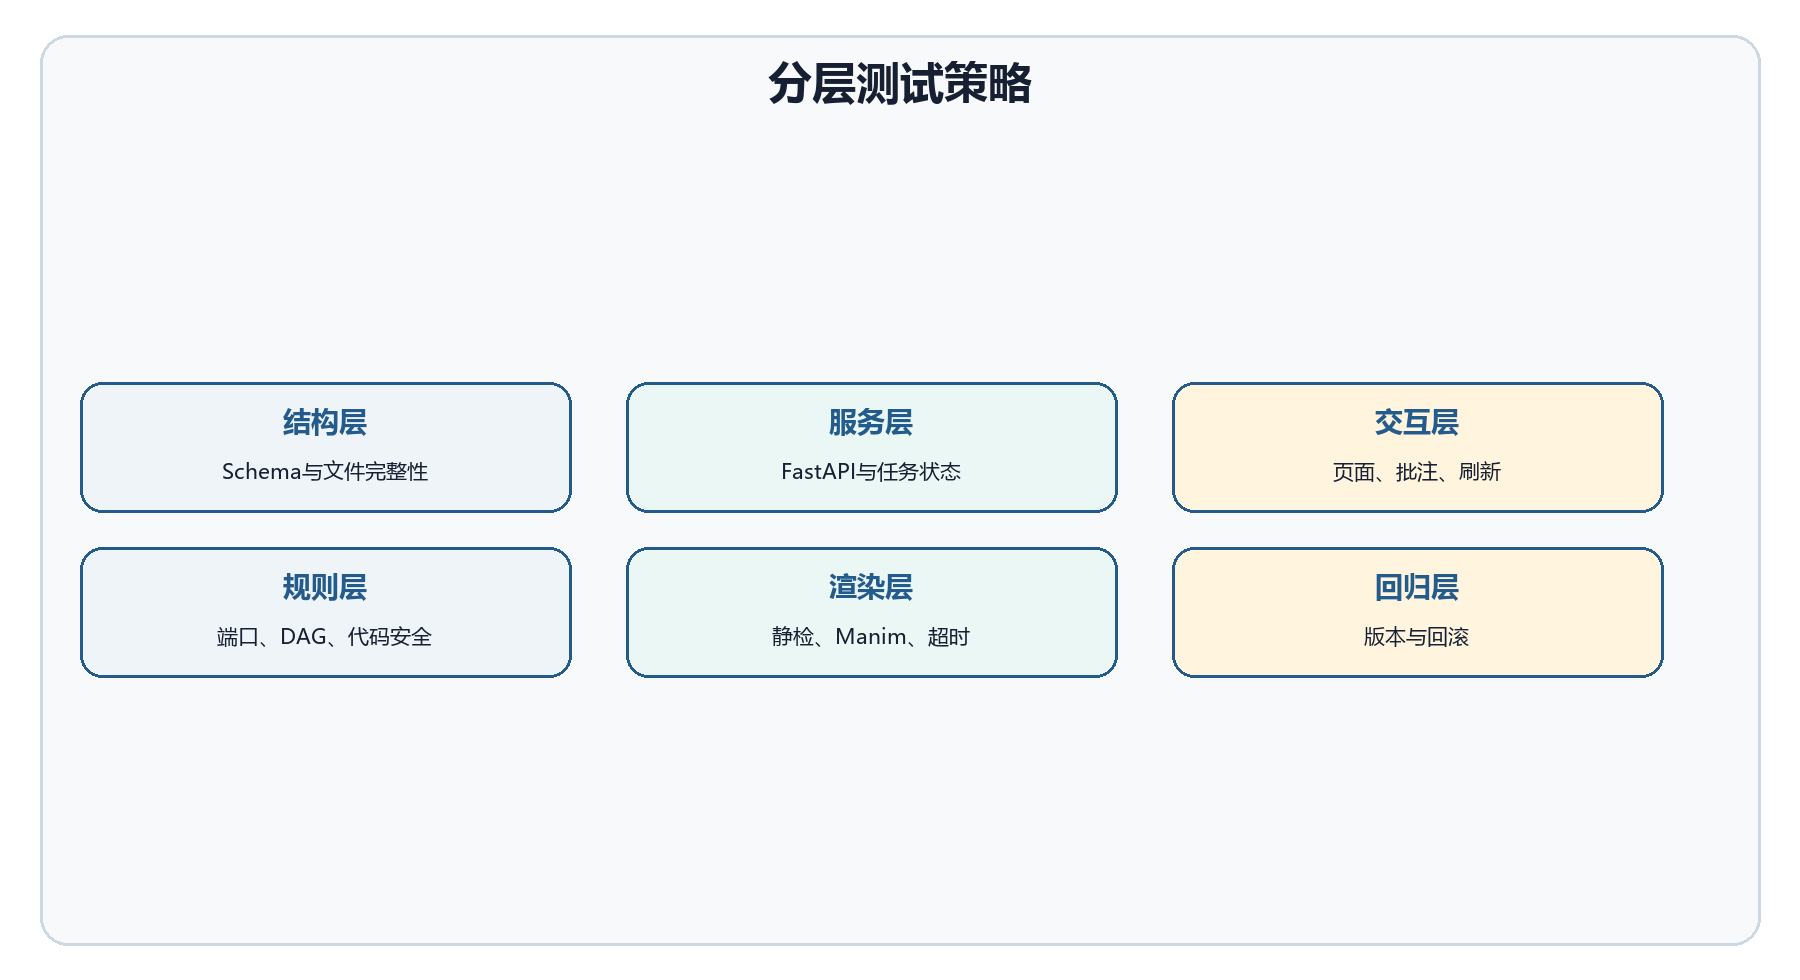 分层测试策略
结构层
Schema与文件完整性
服务层
FastAPI与任务状态
交互层
页面、批注、刷新
规则层
端口、DAG、代码安全
渲染层
静检、Manim、超时
回归层
版本与回滚